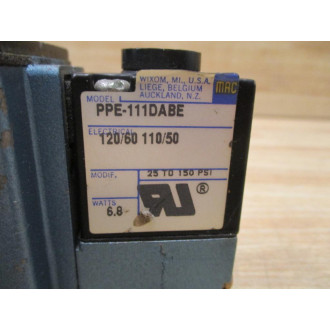 WIXOM, MI., U.S.A.
LIEGE, BELGIUM
AUCKLAND, N.Z.
MAC
MODEL
PPE-111DABE
ELECTRICAL
120/60 110/50
MODIF.
25 TO 150 PSI
WATTS
6.8
®